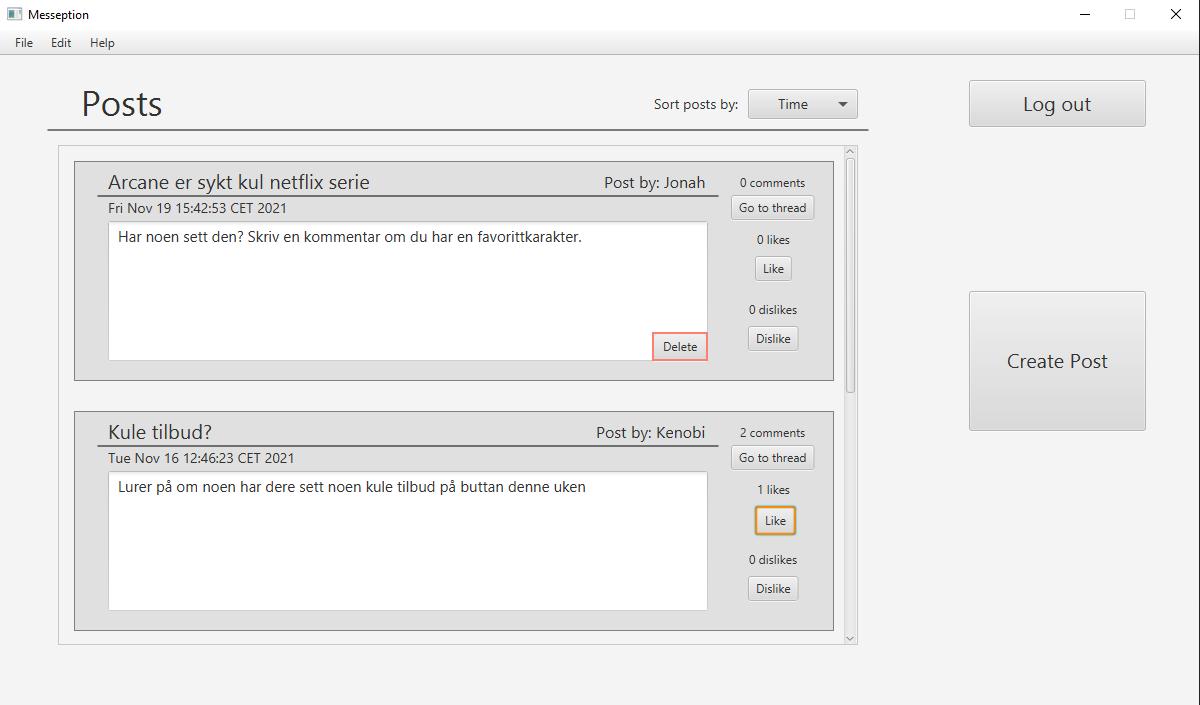 Messeption
File Edit Help
Posts
Sort posts by: Time
Log out
Arcane er sykt kul netflix serie
Post by: Jonah
Fri Nov 19 15:42:53 CET 2021
Har noen sett den? Skriv en kommentar om du har en favorittkarakter.
Delete
0 comments
Go to thread
0 likes
Like
0 dislikes
Dislike
Create Post
Kule tilbud?
Post by: Kenobi
Tue Nov 16 12:46:23 CET 2021
Lurer på om noen har dere sett noen kule tilbud på buttan denne uken
2 comments
Go to thread
1 likes
Like
0 dislikes
Dislike